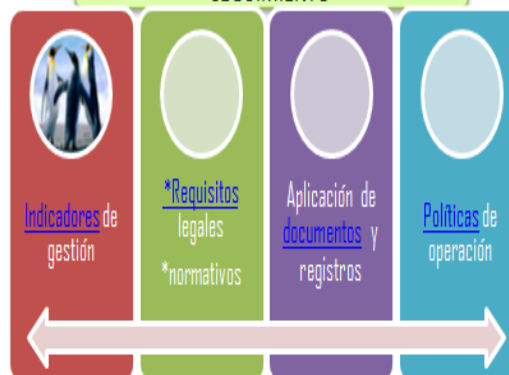 Indicadores de
gestión
*Requisitos
legales
*normativos
Aplicación de
documentos y
registros
Políticas de
operación